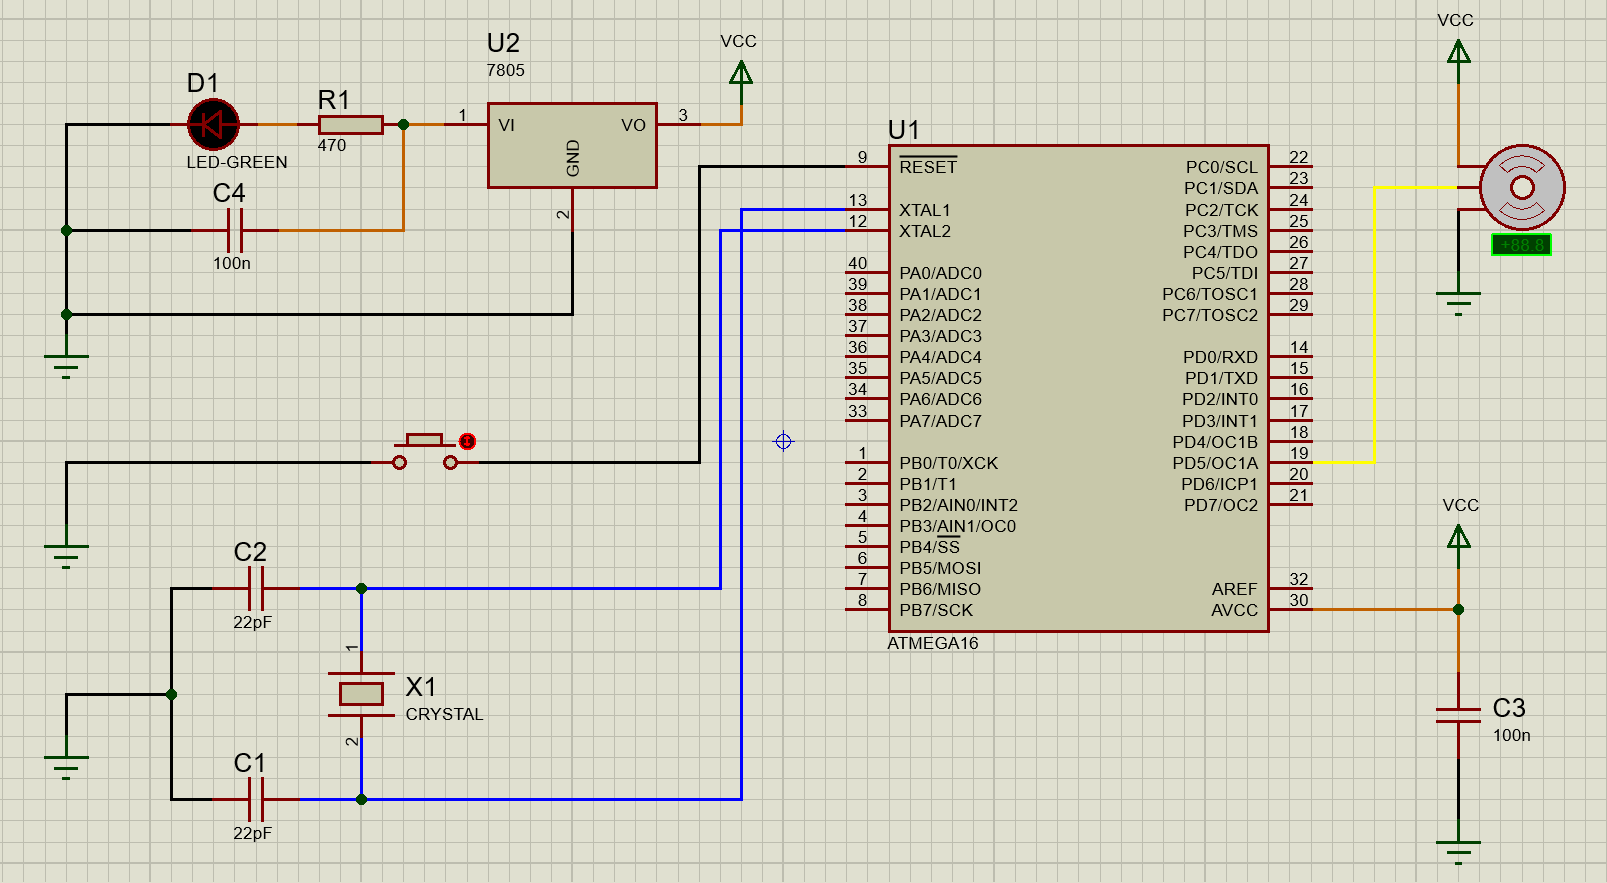 U2
7805
VCC
D1
LED-GREEN
R1
470
C4
100n
1
VI
VO
3
GND
2
U1
9
RESET
13
XTAL1
12
XTAL2
40
PA0/ADC0
39
PA1/ADC1
38
PA2/ADC2
37
PA3/ADC3
36
PA4/ADC4
35
PA5/ADC5
34
PA6/ADC6
33
PA7/ADC7
1
PB0/T0/XCK
2
PB1/T1
3
PB2/AIN0/INT2
4
PB3/AIN1/OC0
5
PB4/SS
6
PB5/MOSI
7
PB6/MISO
8
PB7/SCK
PC0/SCL
22
PC1/SDA
23
PC2/TCK
24
PC3/TMS
25
PC4/TDO
26
PC5/TDI
27
PC6/TOSC1
28
PC7/TOSC2
29
PD0/RXD
14
PD1/TXD
15
PD2/INT0
16
PD3/INT1
17
PD4/OC1B
18
PD5/OC1A
19
PD6/ICP1
20
PD7/OC2
21
AREF
32
AVCC
30
ATMEGA16
VCC
+88.8
VCC
C3
100n
C2
22pF
1
X1
CRYSTAL
2
C1
22pF